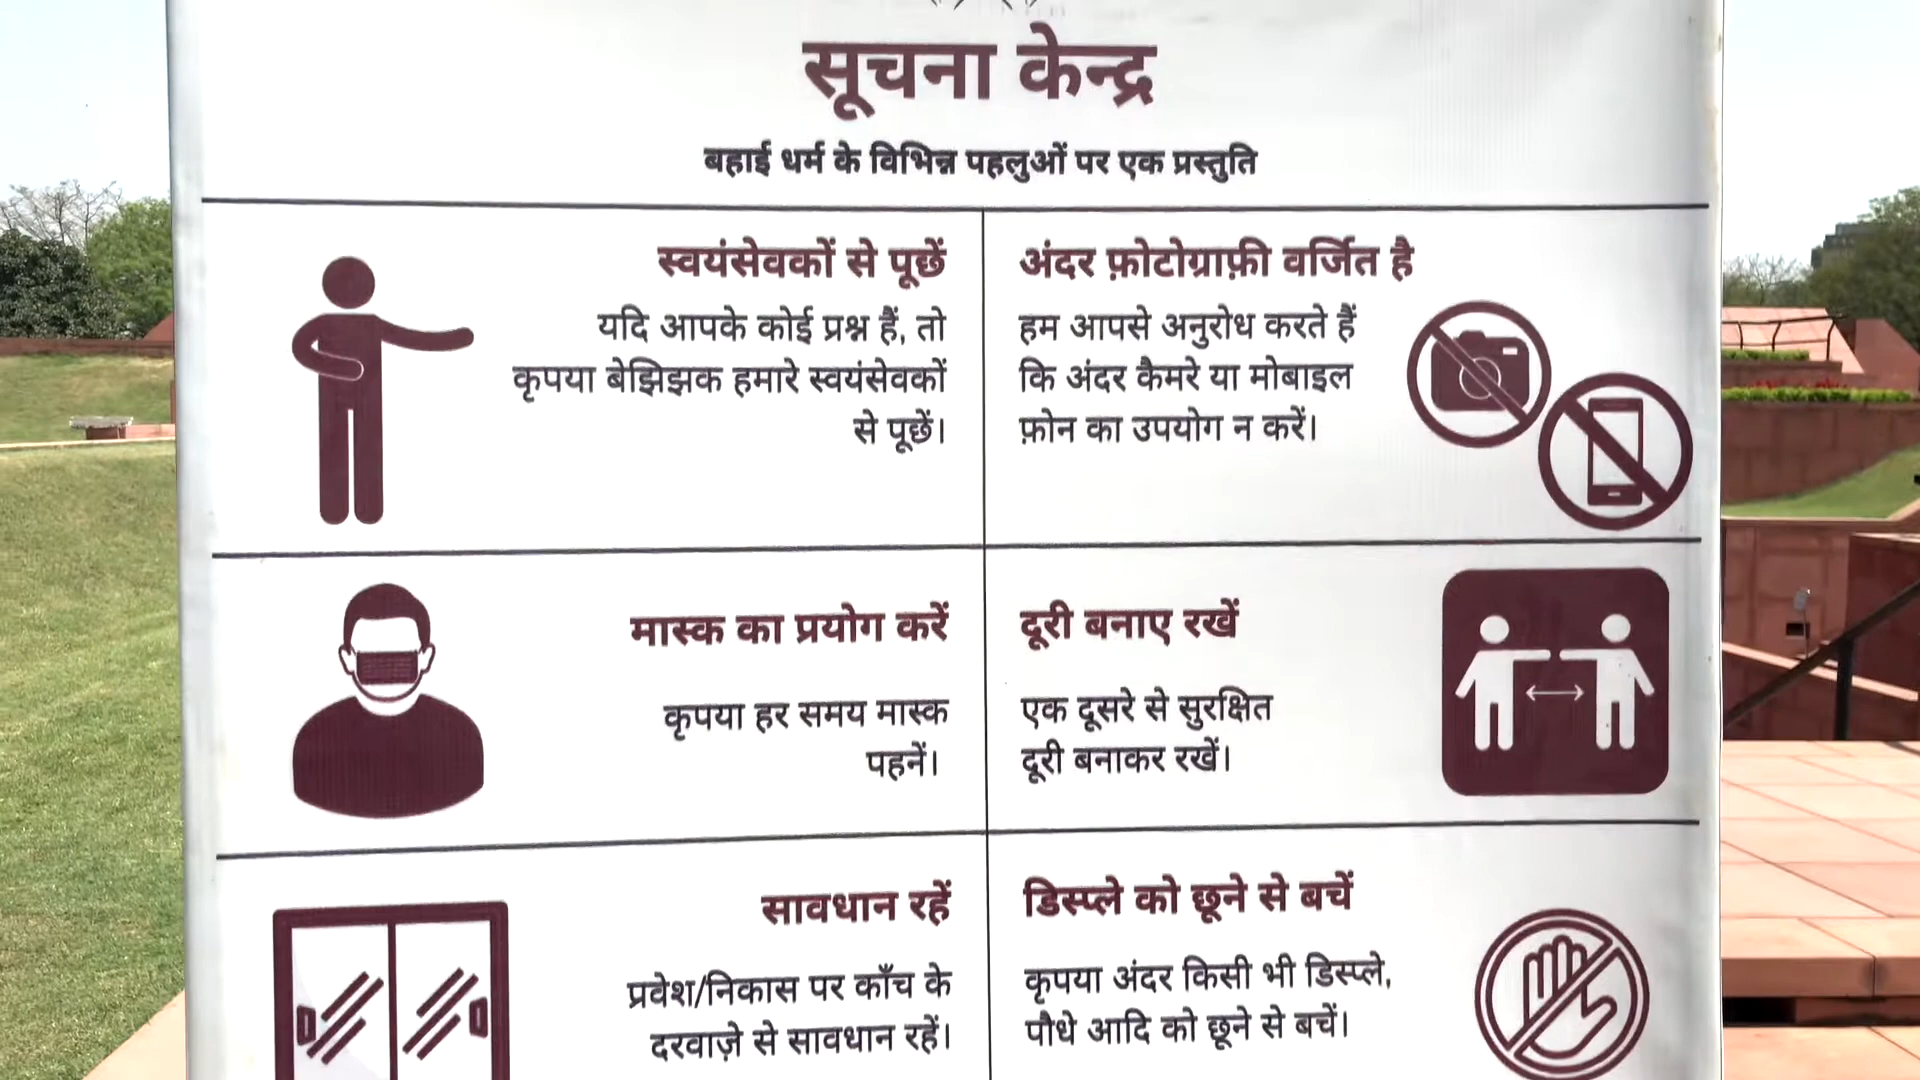 सूचना केन्द्र
बहाई धर्म के विभिन्न पहलुओं पर एक प्रस्तुति
स्वयंसेवकों से पूछें
यदि आपके कोई प्रश्न हैं, तो
कृपया बेझिझक हमारे स्वयंसेवकों
से पूछें।
अंदर फ़ोटोग्राफ़ी वर्जित है
हम आपसे अनुरोध करते हैं
कि अंदर कैमरे या मोबाइल
फ़ोन का उपयोग न करें।
मास्क का प्रयोग करें
कृपया हर समय मास्क
पहनें।
दूरी बनाए रखें
एक दूसरे से सुरक्षित
दूरी बनाकर रखें।
सावधान रहें
प्रवेश/निकास पर काँच के
दरवाज़े से सावधान रहें।
डिस्प्ले को छूने से बचें
कृपया अंदर किसी भी डिस्प्ले,
पौधे आदि को छूने से बचें।